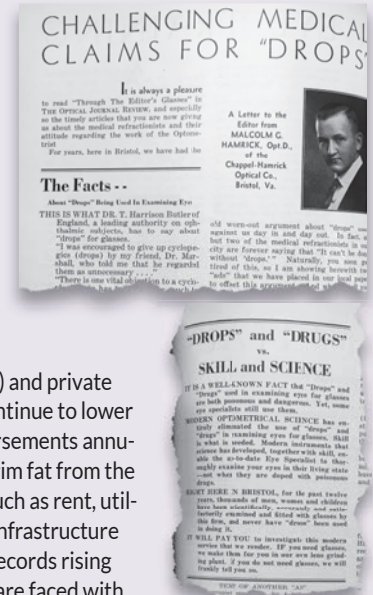 CHALLENGING MEDICAL
CLAIMS FOR "DROPS"
It is always a pleasure
to read "Through The Editor's Glasses" in
THE OPTICAL JOURNAL REVIEW, and especially
so the timely articles that you are now giving
us about the medical refractionists and their
attitude regarding the work of the Optome-
trist
For years, here in Bristol, we have had the
The Facts - -
About "Drops" Being Used In Examining Eye
THIS IS WHAT DR. T. Harrison Butler of
England, a leading authority on oph-
thalmic subjects, has to say about
"drops" for glasses.
"I was encouraged to give up cyclople-
gics (drops) by my friend, Dr. Mar-
shall, who told me that he regarded
them as unnecessary . . . ."
"There is one vital objection to a cyclo-
A Letter to the
Editor from
MALCOLM G.
HAMRICK, Opt.D.,
of the
Chappel-Hamrick
Optical Co.,
Bristol, Va.
old worn-out argument about "drops"
against us day in and day out. In fact,
but two of the medical refractionists in
city are forever saying that "It can't be
without 'drops.'" Naturally, you
tired of this, so I am showing herewith
"ads" that we have placed in our local
to offset this argument
) and private
ntinue to lower
rsements annu-
im fat from the
uch as rent, util-
nfrastructure
ecords rising
are faced with
"DROPS" and "DRUGS"
vs.
SKILL and SCIENCE
IT IS A WELL-KNOWN FACT that "Drops" and
"Drugs" used in examining eyes for glasses
are both poisonous and dangerous. Yet, some
eye specialists still use them.
MODERN OPTOMETRICAL SCIENCE has en-
tirely eliminated the use of "drops" and
"drugs" in examining eyes for glasses. Skill
is what is needed. Modern instruments that
science has developed, together with skill, en-
able the up-to-date Eye Specialist to thor-
oughly examine your eyes in their living state
—not when they are doped with poisonous
drugs.
RIGHT HERE IN BRISTOL, for the past twelve
years, thousands of men, women and children
have been scientifically, accurately and satis-
factorily examined and fitted with glasses by
this firm, and never have "drops" been used
in doing it.
IT WILL PAY YOU to investigate this modern
service that we render. IF you need glasses,
we make them for you in our own lens grind-
ing plant. If you do not need glasses, we will
frankly tell you so.
TEXT OF ANOTHER "AD"